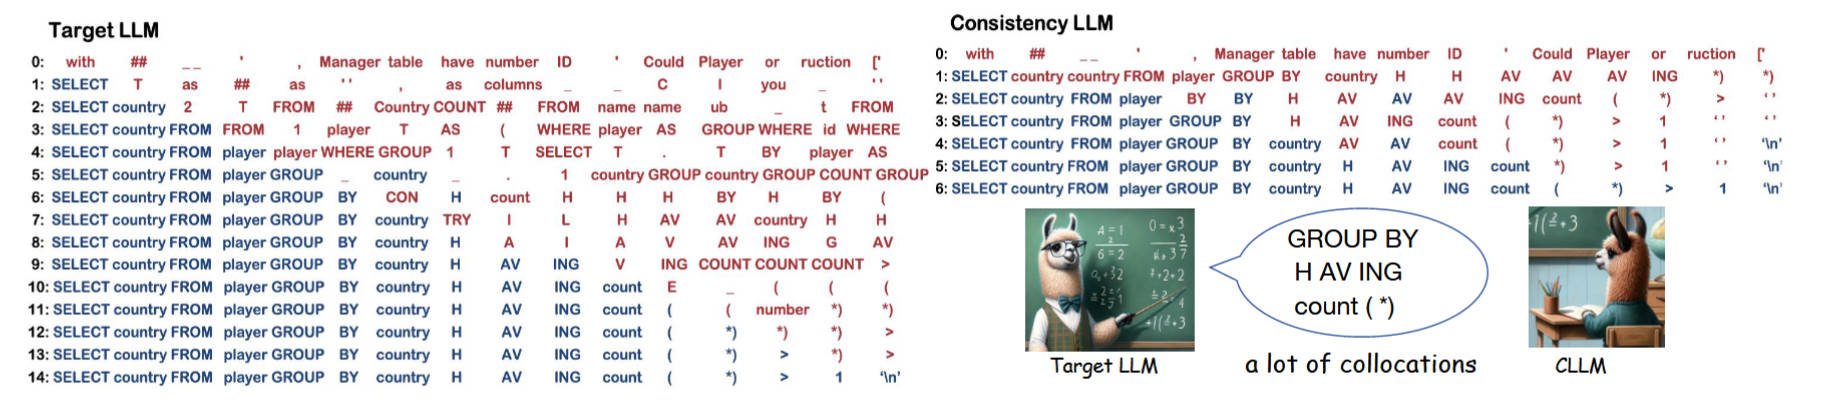 Target LLM
0: with ## _ _ ' , Manager table have number ID ' Could Player or ruction ['
1: SELECT T as ## as ' ' , as columns _ _ C I you _ ' '
2: SELECT country 2 T FROM ## Country COUNT ## FROM name name ub _ t FROM
3: SELECT country FROM FROM 1 player T AS ( WHERE player AS GROUP WHERE id WHERE
4: SELECT country FROM player player WHERE GROUP 1 T SELECT T . T BY player AS
5: SELECT country FROM player GROUP _ country _ . 1 country GROUP country GROUP COUNT GROUP
6: SELECT country FROM player GROUP BY CON H count H H H BY H BY (
7: SELECT country FROM player GROUP BY country TRY I L H AV AV country H H
8: SELECT country FROM player GROUP BY country H A I A V AV ING G AV
9: SELECT country FROM player GROUP BY country H AV ING V ING COUNT COUNT COUNT >
10: SELECT country FROM player GROUP BY country H AV ING count E _ ( ( (
11: SELECT country FROM player GROUP BY country H AV ING count ( ( number *) *)
12: SELECT country FROM player GROUP BY country H AV ING count ( *) *) *) >
13: SELECT country FROM player GROUP BY country H AV ING count ( *) > *) >
14: SELECT country FROM player GROUP BY country H AV ING count ( *) > 1 '\n'
Consistency LLM
0: with ## _ _ ' , Manager table have number ID ' Could Player or ruction ['
1: SELECT country country FROM player GROUP BY country H H AV AV AV ING *) *)
2: SELECT country FROM player BY BY H AV AV AV ING count ( *) > ' '
3: SELECT country FROM player GROUP BY H AV ING count ( *) > 1 ' ' ' '
4: SELECT country FROM player GROUP BY country AV AV count ( *) > 1 ' ' '\n'
5: SELECT country FROM player GROUP BY country H AV ING count *) > 1 ' ' '\n'
6: SELECT country FROM player GROUP BY country H AV ING count ( *) > 1 '\n'
GROUP BY
H AV ING
count ( *)
Target LLM
a lot of collocations
CLLM